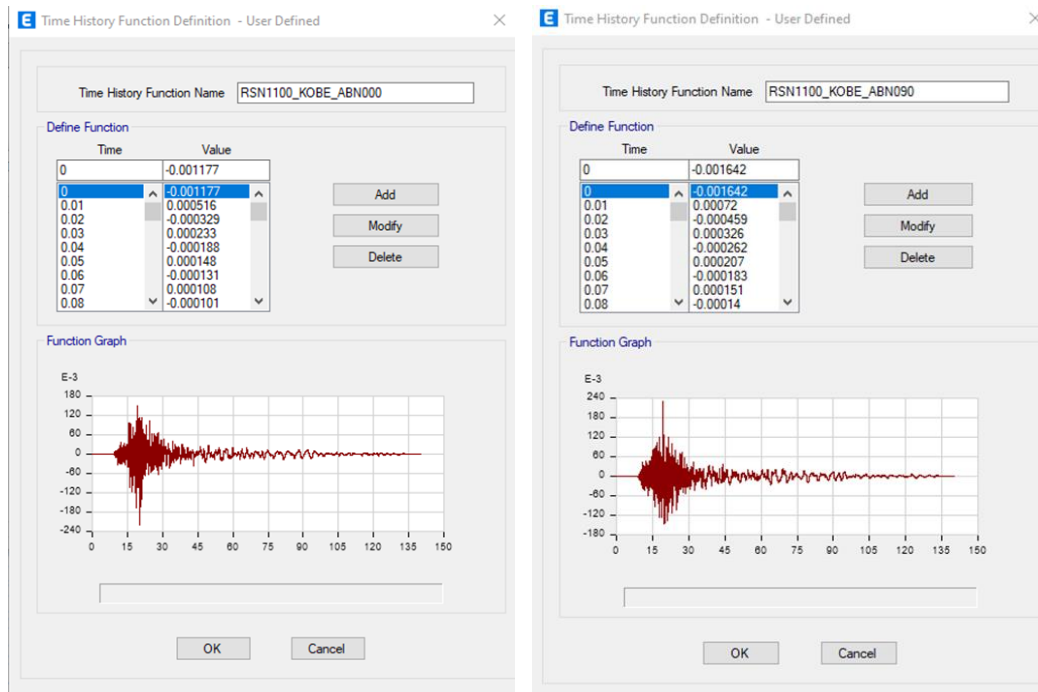 E Time History Function Definition - User Defined
Time History Function Name RSN1100_KOBE_ABN000
Define Function
Time Value
0 -0.001177
0 -0.001177
0.01 0.000516
0.02 -0.000329
0.03 0.000233
0.04 -0.000188
0.05 0.000148
0.06 -0.000131
0.07 0.000108
0.08 -0.000101
Add
Modify
Delete
Function Graph
E-3
180
120
60
0
-60
-120
-180
-240
0 15 30 45 60 75 90 105 120 135 150
OK Cancel
E Time History Function Definition - User Defined
Time History Function Name RSN1100_KOBE_ABN090
Define Function
Time Value
0 -0.001642
0 -0.001642
0.01 0.00072
0.02 -0.000459
0.03 0.000326
0.04 -0.000262
0.05 0.000207
0.06 -0.000183
0.07 0.000151
0.08 -0.00014
Add
Modify
Delete
Function Graph
E-3
240
180
120
60
0
-60
-120
-180
0 15 30 45 60 75 90 105 120 135 150
OK Cancel